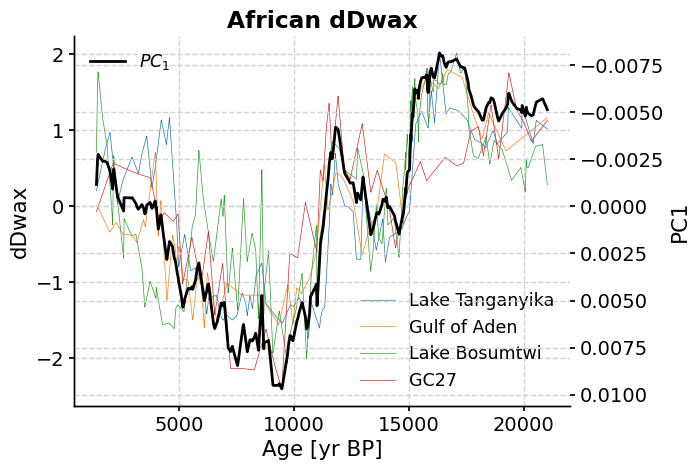 African dDwax
PC1
2
1
0
−1
−2
dDwax
−0.0075
−0.0050
−0.0025
0.0000
0.0025
0.0050
0.0075
0.0100
PC1
Lake Tanganyika
Gulf of Aden
Lake Bosumtwi
GC27
5000 10000 15000 20000
Age [yr BP]